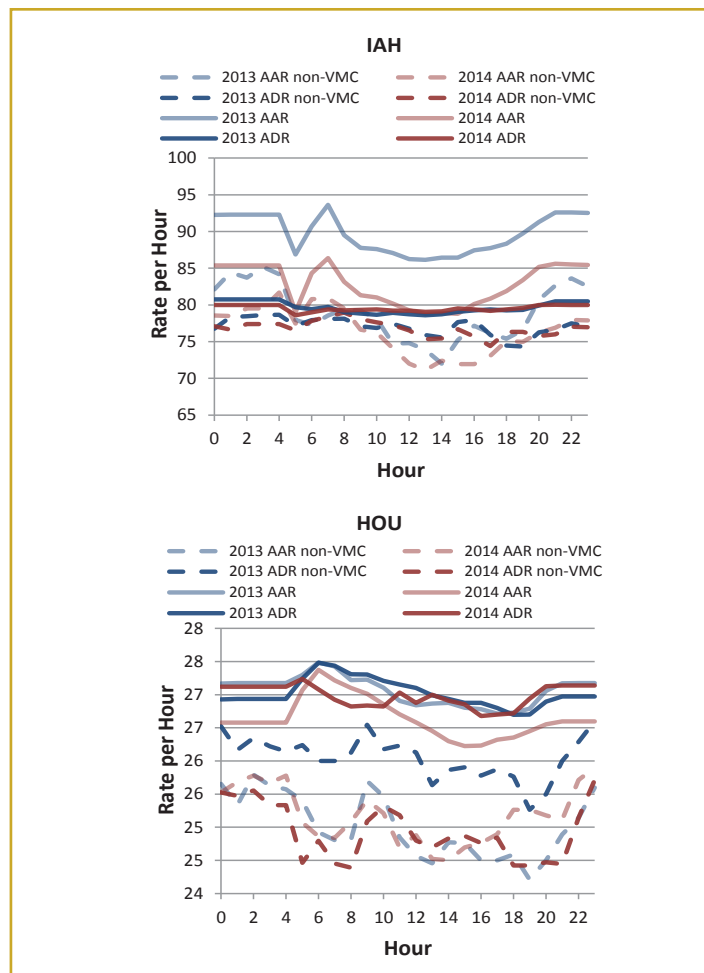 IAH
2013 AAR non-VMC 2014 AAR non-VMC
2013 ADR non-VMC 2014 ADR non-VMC
2013 AAR 2014 AAR
2013 ADR 2014 ADR
100
95
90
85
80
75
70
65
Rate per Hour
0 2 4 6 8 10 12 14 16 18 20 22
Hour
HOU
2013 AAR non-VMC 2014 AAR non-VMC
2013 ADR non-VMC 2014 ADR non-VMC
2013 AAR 2014 AAR
2013 ADR 2014 ADR
28
28
27
27
26
26
25
25
24
Rate per Hour
0 2 4 6 8 10 12 14 16 18 20 22
Hour